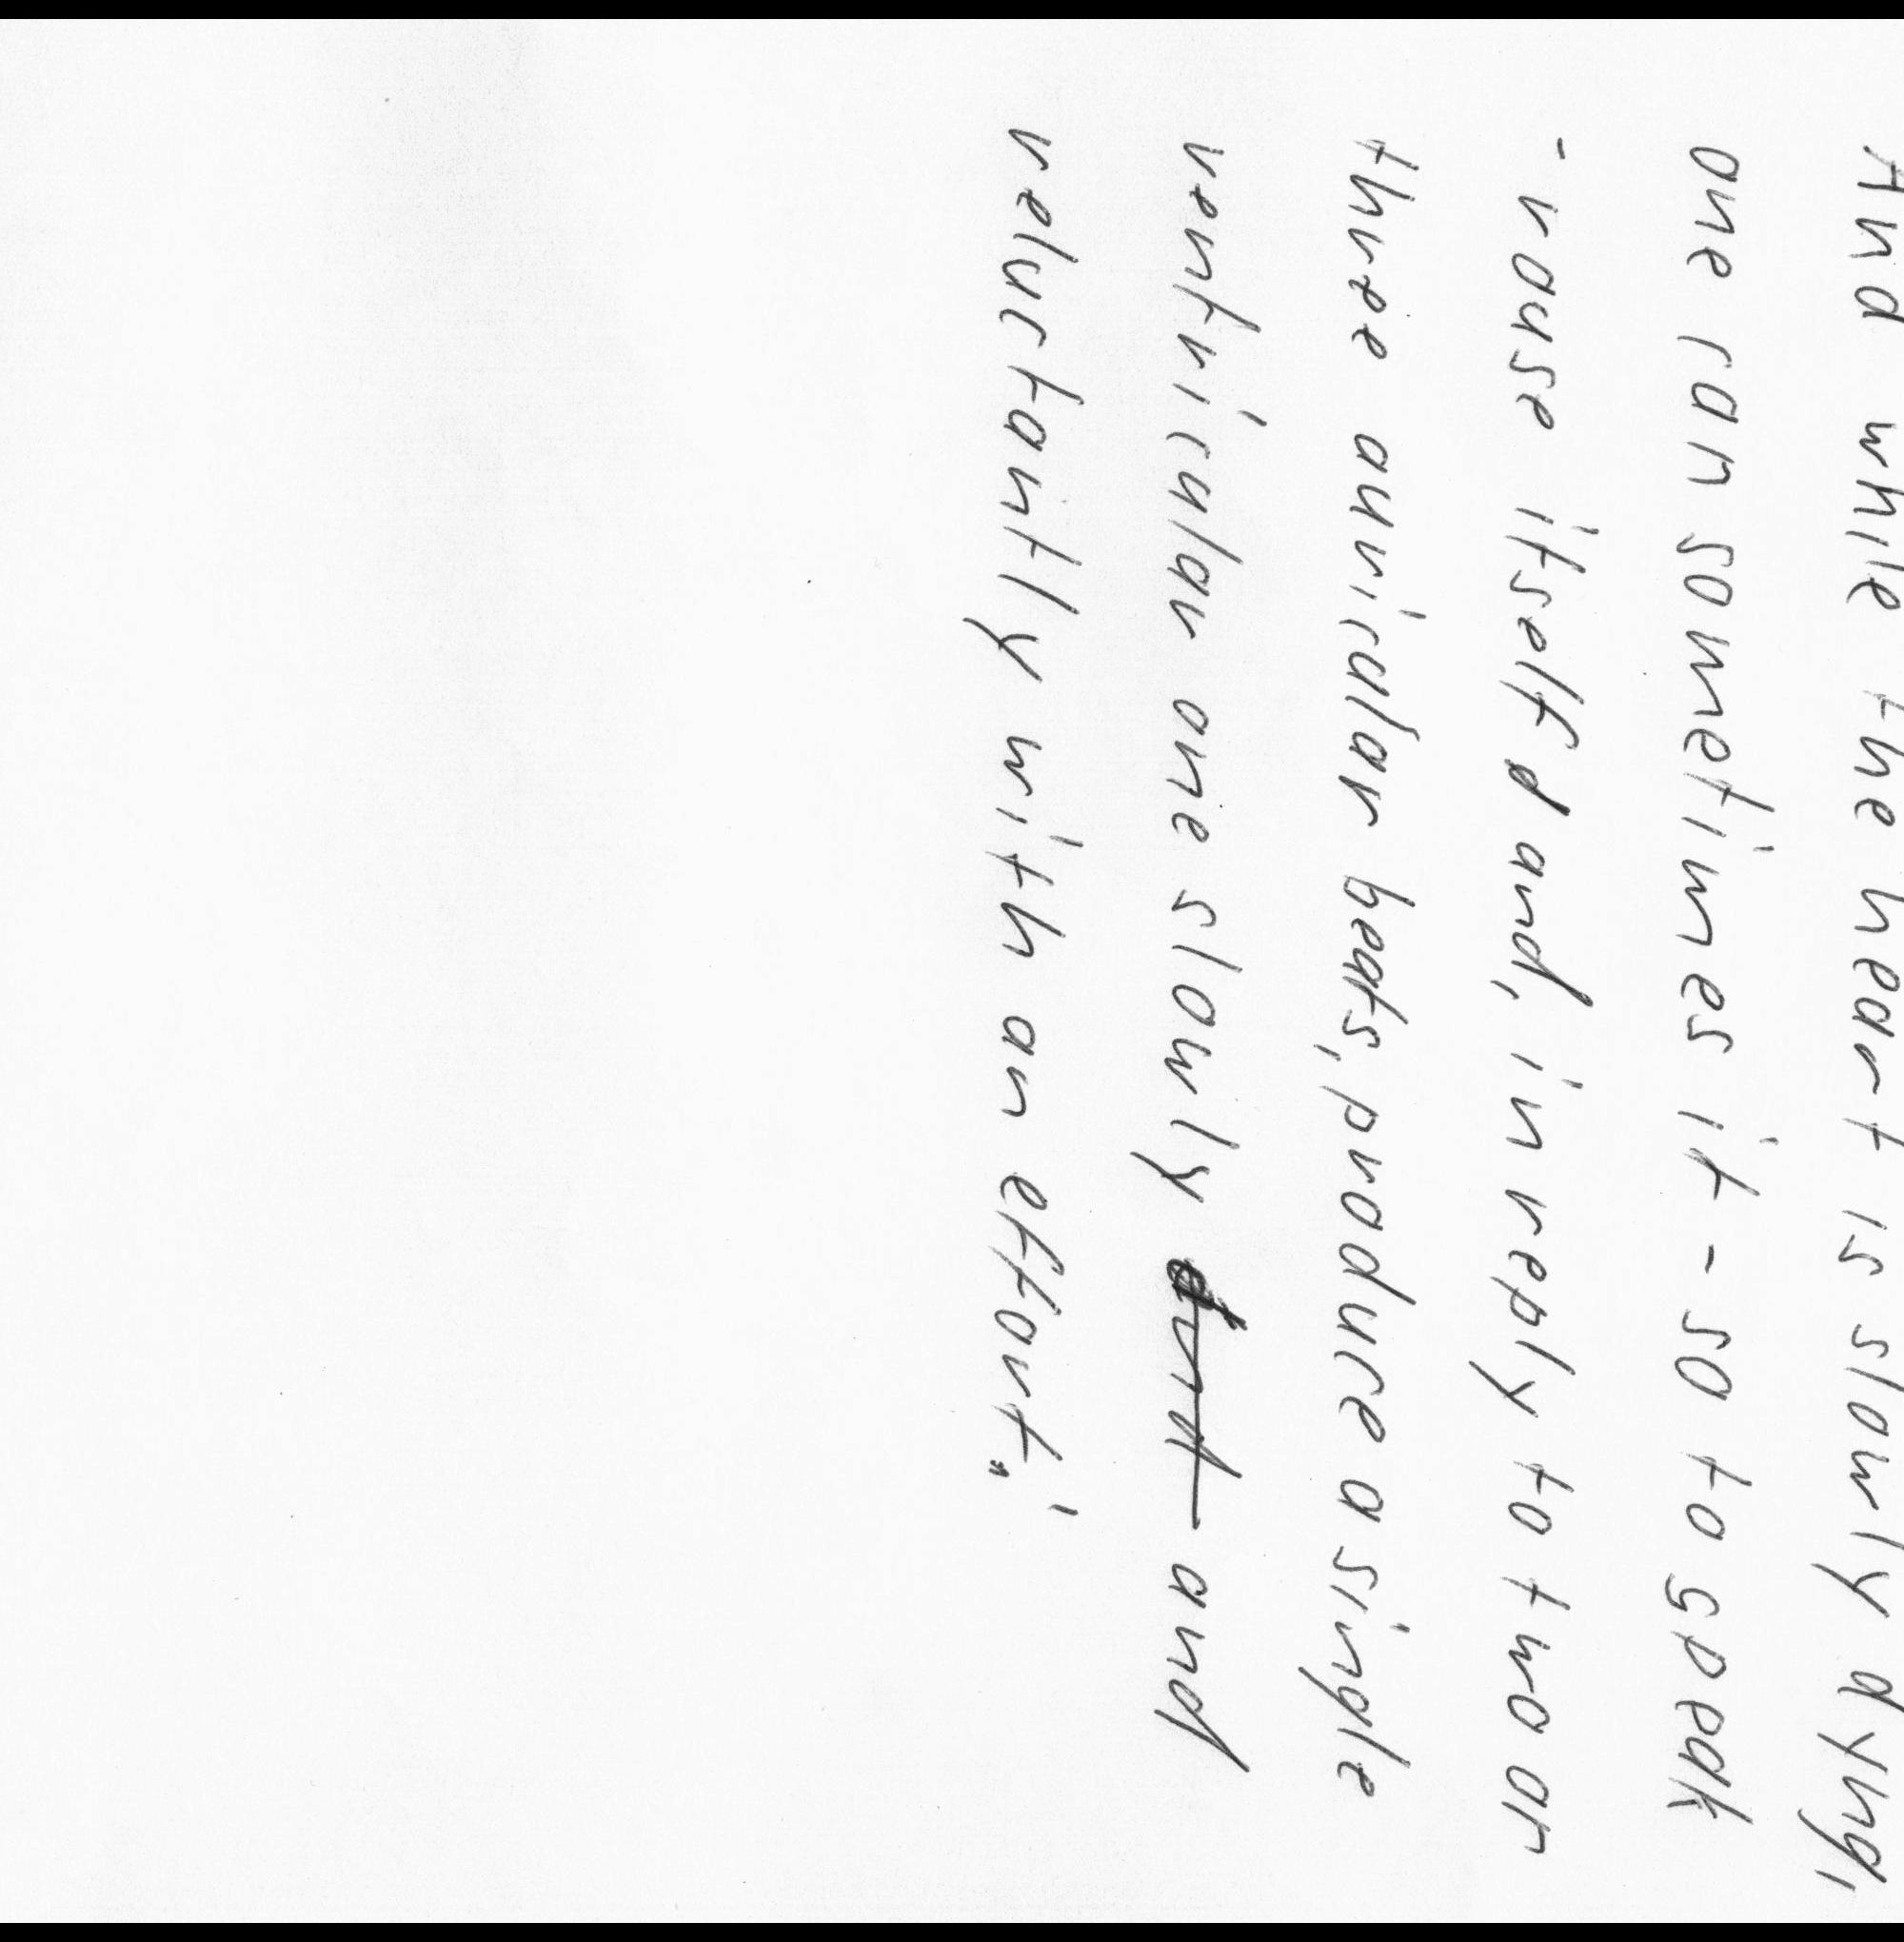 And while the heart is slowly dying,
one can sometimes it - so to speak
- rouse itself and, in reply to two or
three auricular beats, produce a single
ventricular one slowly and
reluctantly with an effort."